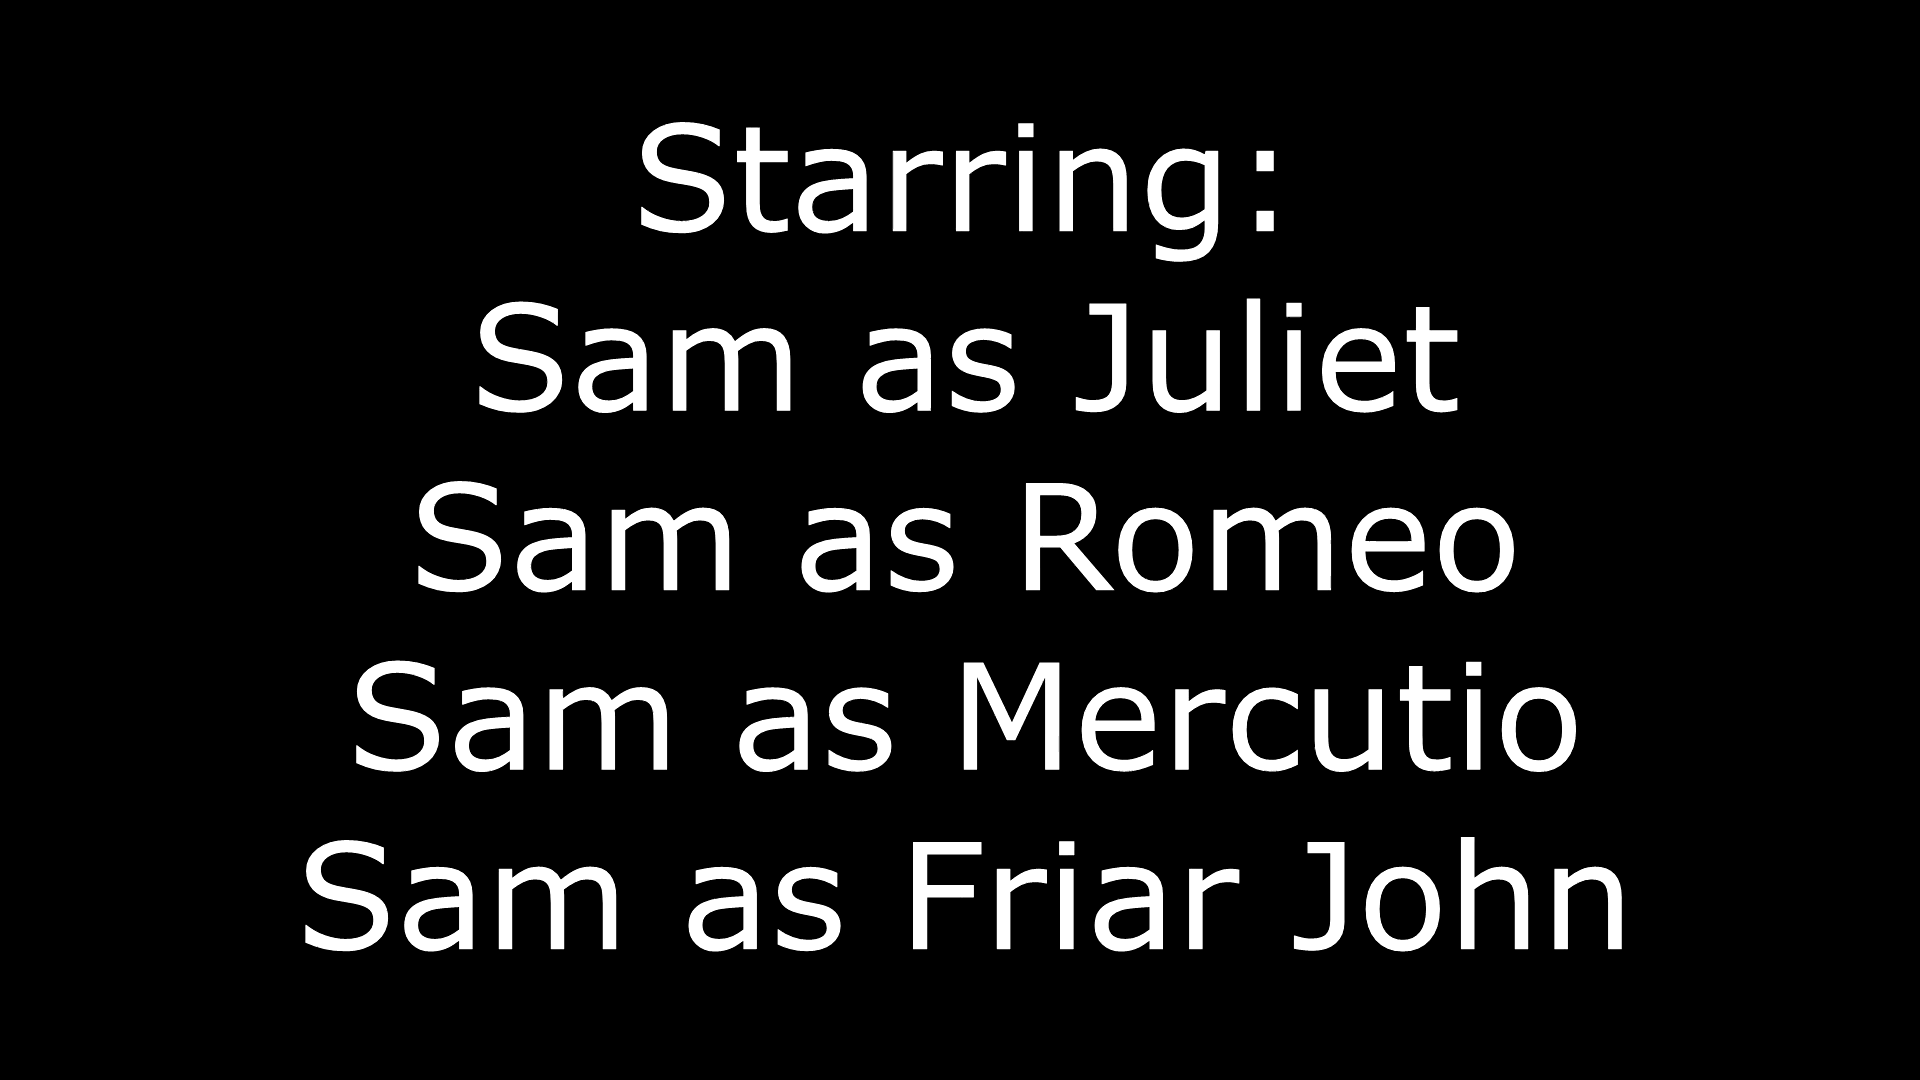 Starring:
Sam as Juliet
Sam as Romeo
Sam as Mercutio
Sam as Friar John